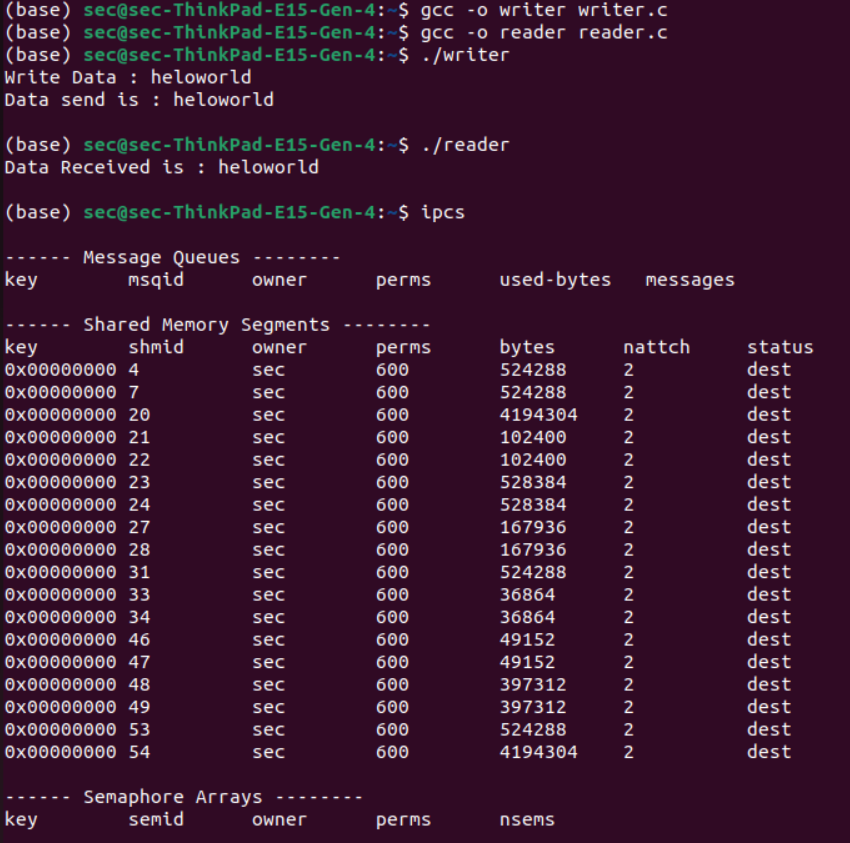 (base) sec@sec-ThinkPad-E15-Gen-4:~$ gcc -o writer writer.c
(base) sec@sec-ThinkPad-E15-Gen-4:~$ gcc -o reader reader.c
(base) sec@sec-ThinkPad-E15-Gen-4:~$ ./writer
Write Data : heloworld
Data send is : heloworld
(base) sec@sec-ThinkPad-E15-Gen-4:~$ ./reader
Data Received is : heloworld
(base) sec@sec-ThinkPad-E15-Gen-4:~$ ipcs
------ Message Queues --------
key        msqid      owner      perms      used-bytes   messages
------ Shared Memory Segments --------
key        shmid      owner      perms      bytes      nattch     status
0x00000000 4          sec        600        524288     2          dest
0x00000000 7          sec        600        524288     2          dest
0x00000000 20         sec        600        4194304    2          dest
0x00000000 21         sec        600        102400     2          dest
0x00000000 22         sec        600        102400     2          dest
0x00000000 23         sec        600        528384     2          dest
0x00000000 24         sec        600        528384     2          dest
0x00000000 27         sec        600        167936     2          dest
0x00000000 28         sec        600        167936     2          dest
0x00000000 31         sec        600        524288     2          dest
0x00000000 33         sec        600        36864      2          dest
0x00000000 34         sec        600        36864      2          dest
0x00000000 46         sec        600        49152      2          dest
0x00000000 47         sec        600        49152      2          dest
0x00000000 48         sec        600        397312     2          dest
0x00000000 49         sec        600        397312     2          dest
0x00000000 53         sec        600        524288     2          dest
0x00000000 54         sec        600        4194304    2          dest
------ Semaphore Arrays --------
key        semid      owner      perms      nsems